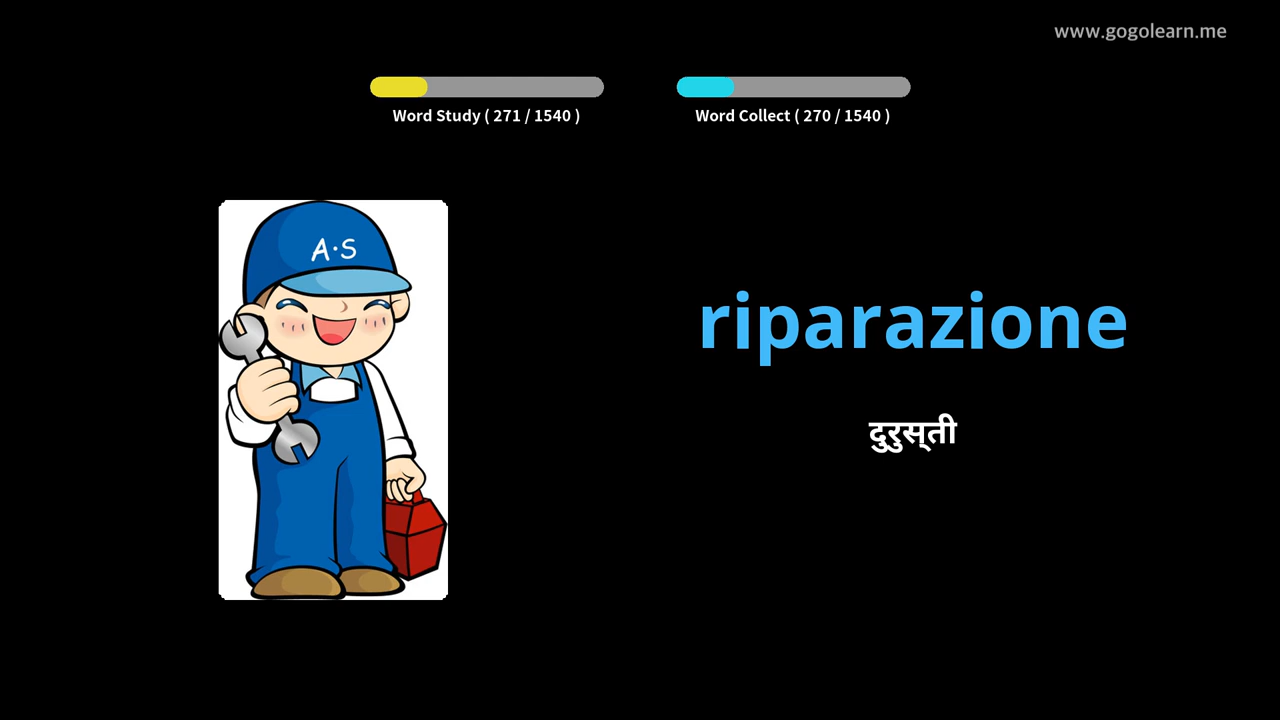 www.gogolearn.me
Word Study ( 271 / 1540 )
Word Collect ( 270 / 1540 )
A·S
riparazione
दुरुस्ती